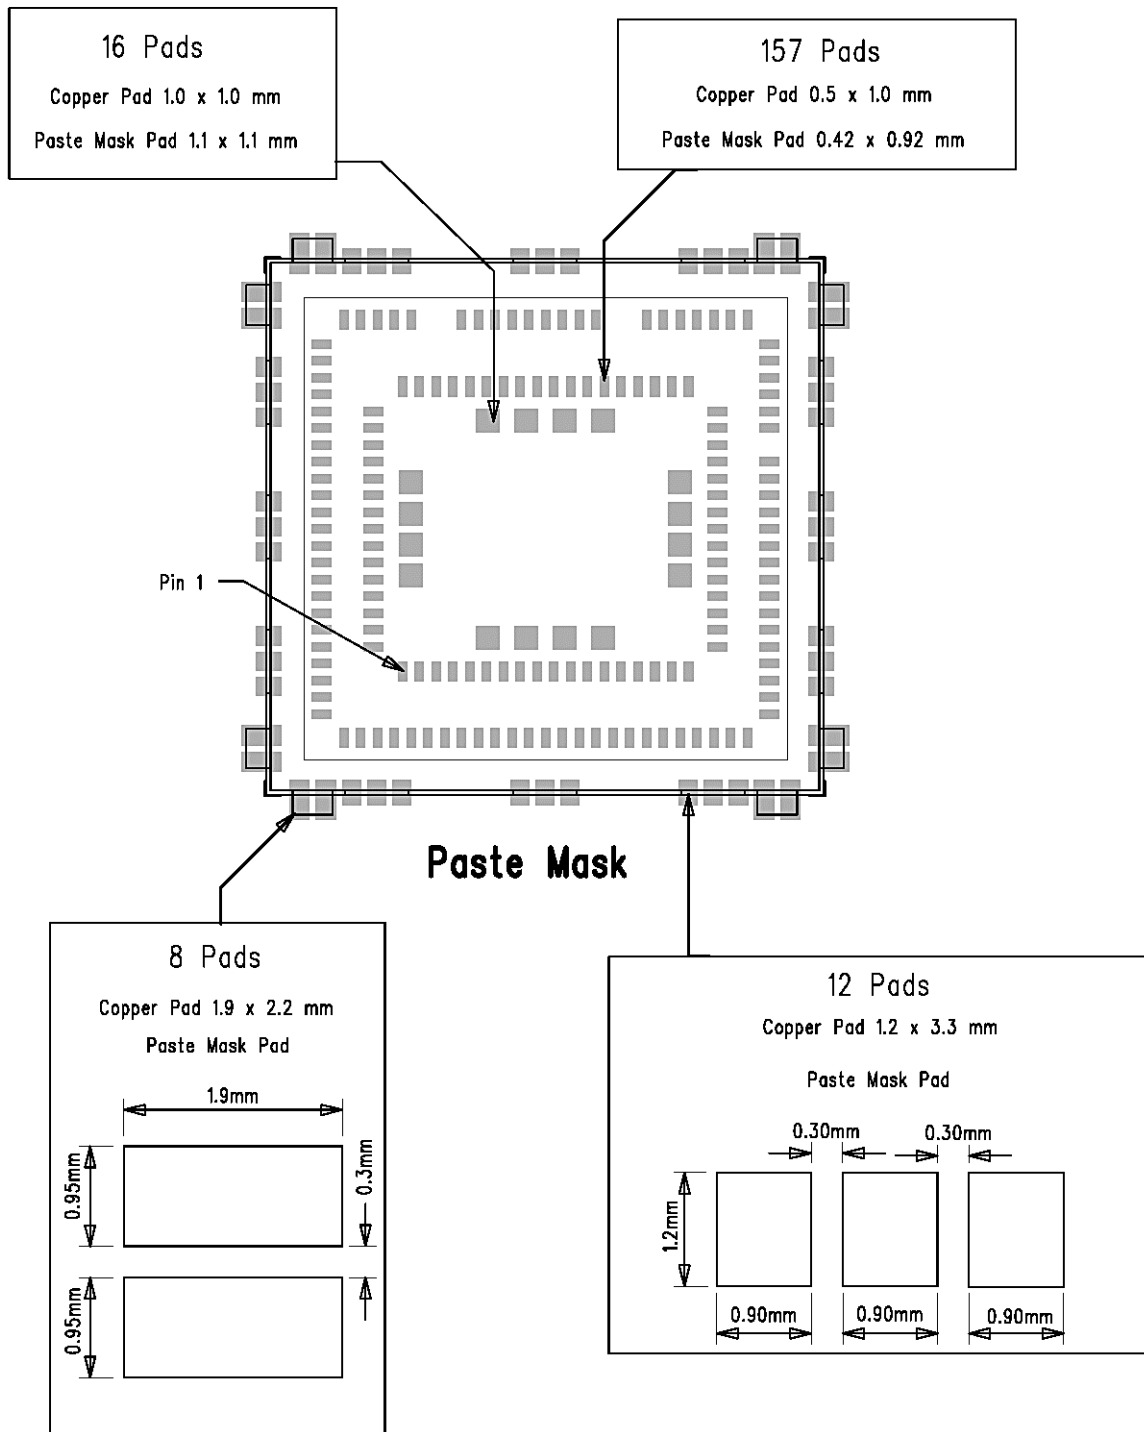 16 Pads
Copper Pad 1.0 x 1.0 mm
Paste Mask Pad 1.1 x 1.1 mm
157 Pads
Copper Pad 0.5 x 1.0 mm
Paste Mask Pad 0.42 x 0.92 mm
Pin 1
Paste Mask
8 Pads
Copper Pad 1.9 x 2.2 mm
Paste Mask Pad
1.9mm
0.95mm
0.3mm
0.95mm
12 Pads
Copper Pad 1.2 x 3.3 mm
Paste Mask Pad
0.30mm
0.30mm
1.2mm
0.90mm
0.90mm
0.90mm